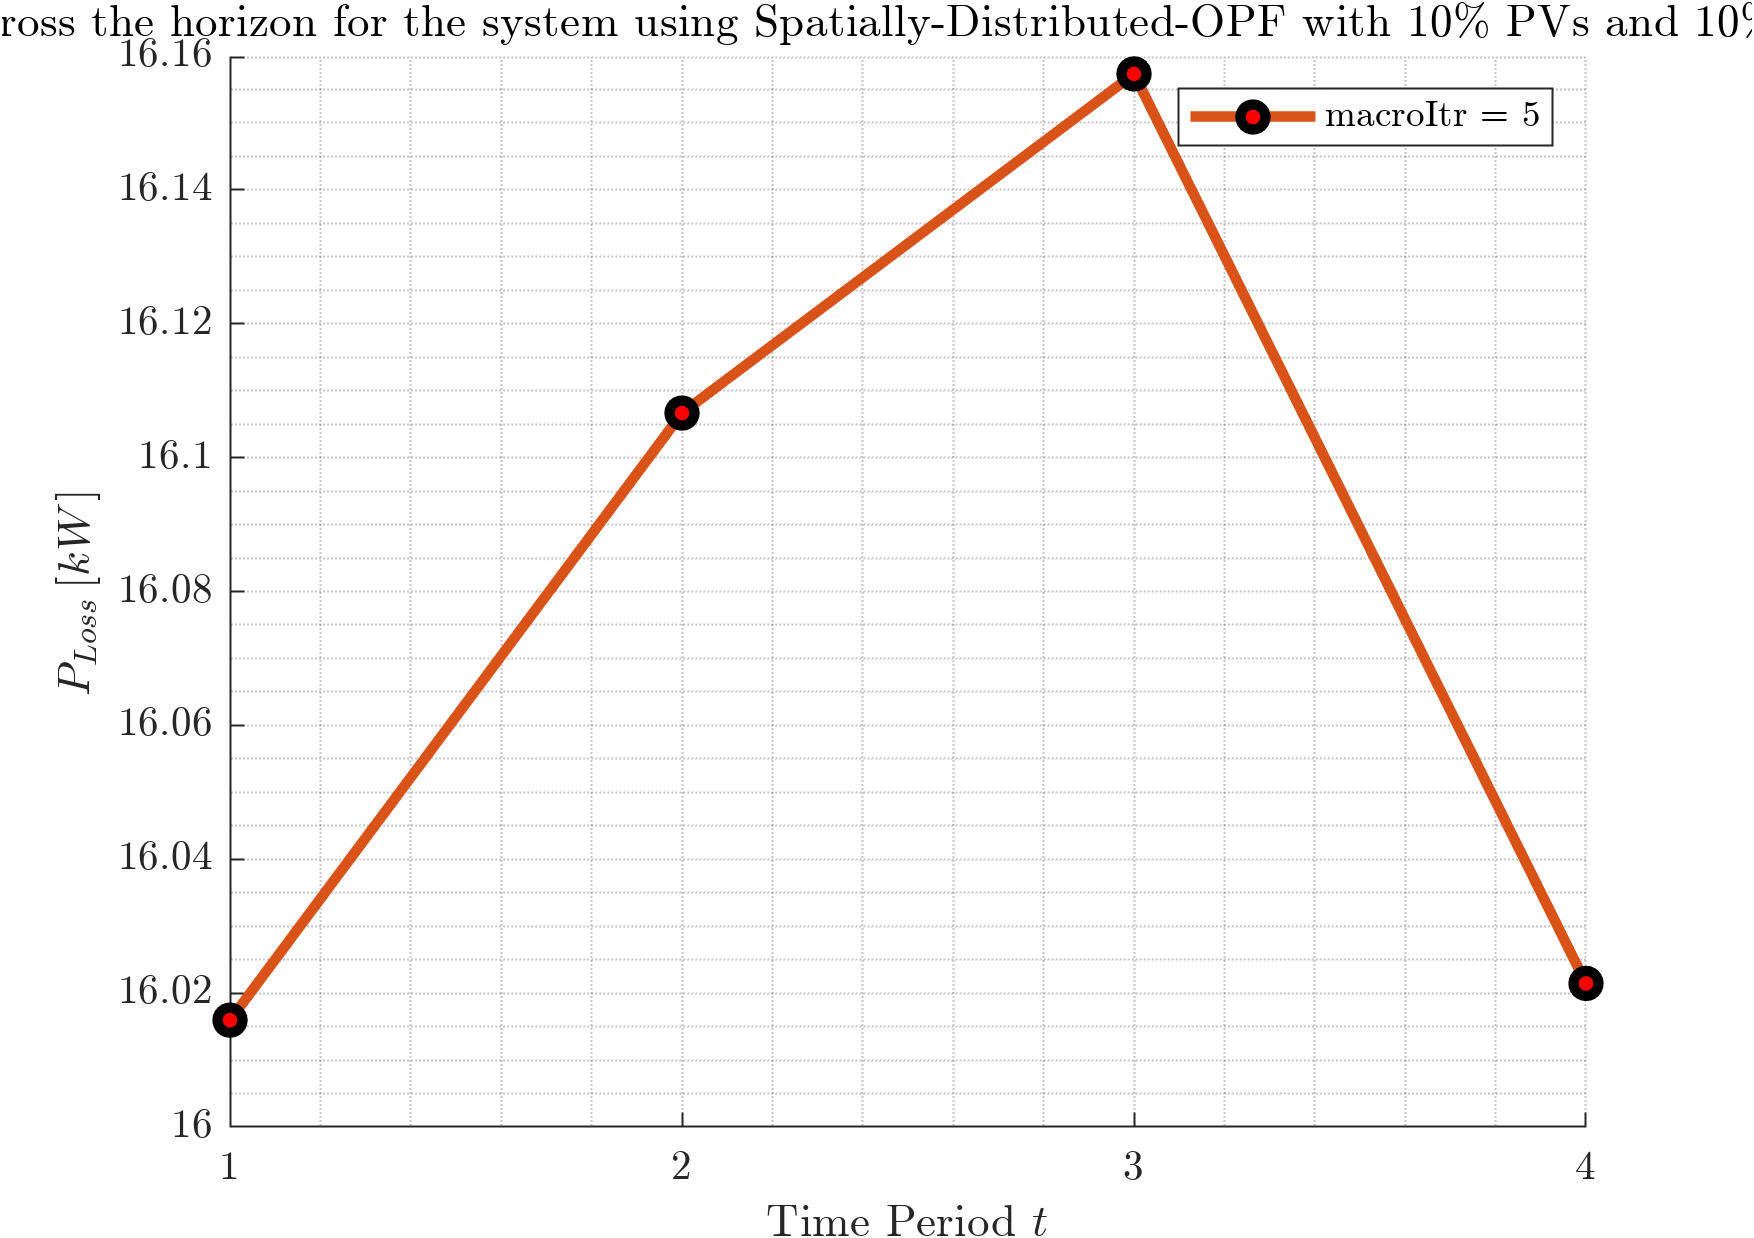 ross the horizon for the system using Spatially-Distributed-OPF with 10% PVs and 10%
16.16
16.14
16.12
16.1
16.08
16.06
16.04
16.02
16
P_Loss [kW]
macroItr = 5
1 2 3 4
Time Period t